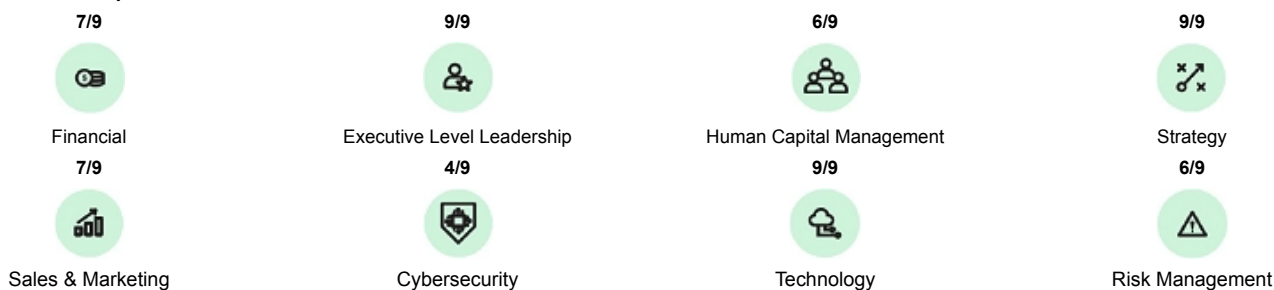 7/9 9/9 6/9 9/9
Financial Executive Level Leadership Human Capital Management Strategy
7/9 4/9 9/9 6/9
Sales & Marketing Cybersecurity Technology Risk Management